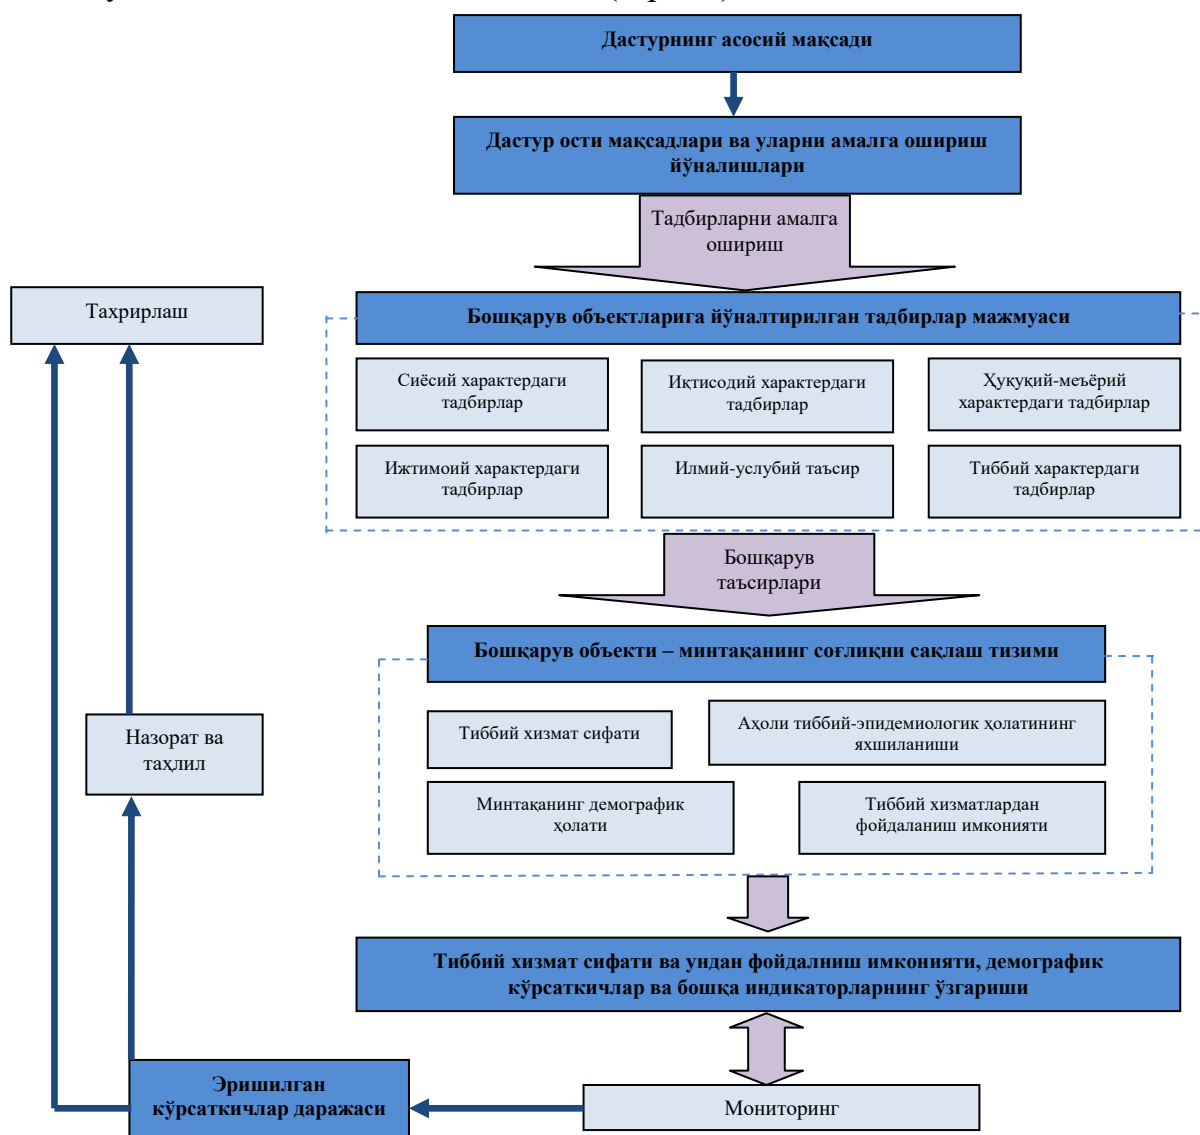 Дастурнинг асосий мақсади
Дастур ости мақсадлари ва уларни амалга ошириш
йўналишлари
Тадбирларни амалга
ошириш
Тахрирлаш
Бошқарув объектларига йўналтирилган тадбирлар мажмуаси
Сиёсий характердаги
тадбирлар
Иқтисодий характердаги
тадбирлар
Ҳуқуқий-меъёрий
характердаги тадбирлар
Ижтимоий характердаги
тадбирлар
Илмий-услубий таъсир
Тиббий характердаги
тадбирлар
Бошқарув
таъсирлари
Бошқарув объекти – минтақанинг соғлиқни сақлаш тизими
Тиббий хизмат сифати
Аҳоли тиббий-эпидемиологик ҳолатининг
яхшиланиши
Назорат ва
таҳлил
Минтақанинг демографик
ҳолати
Тиббий хизматлардан
фойдаланиш имконияти
Тиббий хизмат сифати ва ундан фойдалниш имконияти, демографик
кўрсаткичлар ва бошқа индикаторларнинг ўзгариши
Эришилган
кўрсаткичлар даражаси
Мониторинг